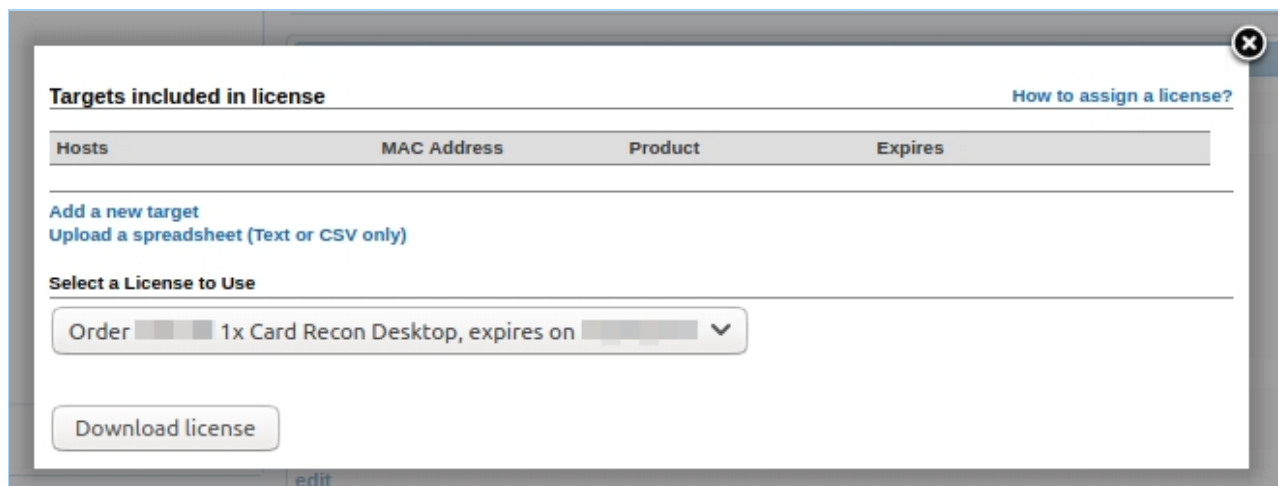 Targets included in license How to assign a license?
Hosts MAC Address Product Expires
Add a new target
Upload a spreadsheet (Text or CSV only)
Select a License to Use
Order 1x Card Recon Desktop, expires on
Download license
edit